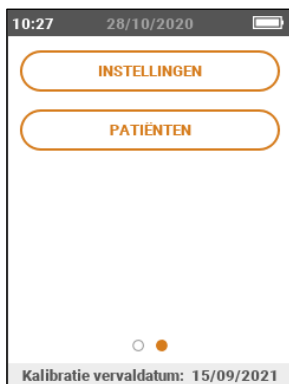 10:27 28/10/2020
INSTELLINGEN
PATIËNTEN
Kalibratie vervaldatum: 15/09/2021